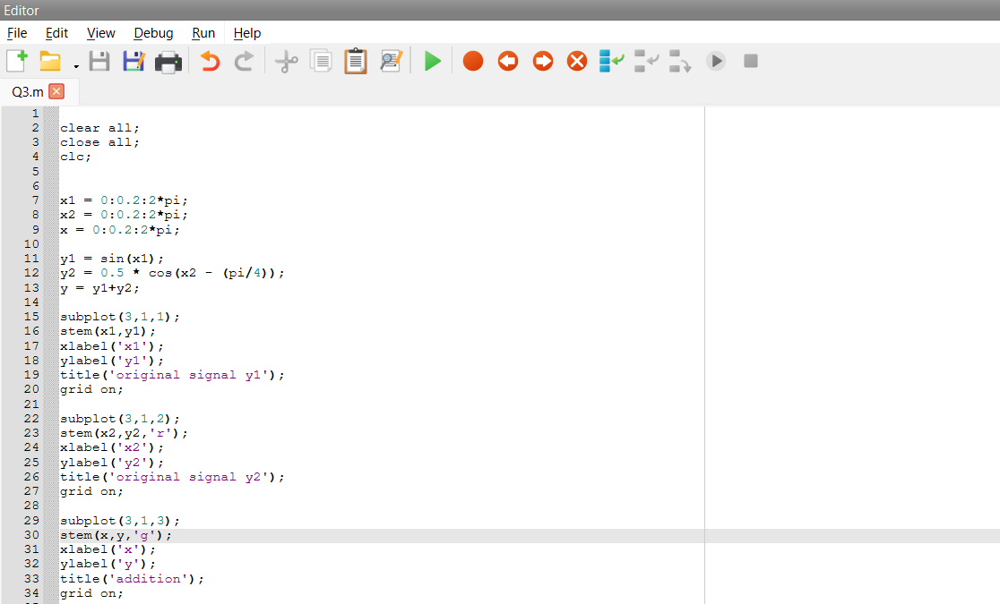 Editor
File Edit View Debug Run Help
Q3.m
1
2 clear all;
3 close all;
4 clc;
5
6
7 x1 = 0:0.2:2*pi;
8 x2 = 0:0.2:2*pi;
9 x = 0:0.2:2*pi;
10
11 y1 = sin(x1);
12 y2 = 0.5 * cos(x2 - (pi/4));
13 y = y1+y2;
14
15 subplot(3,1,1);
16 stem(x1,y1);
17 xlabel('x1');
18 ylabel('y1');
19 title('original signal y1');
20 grid on;
21
22 subplot(3,1,2);
23 stem(x2,y2,'r');
24 xlabel('x2');
25 ylabel('y2');
26 title('original signal y2');
27 grid on;
28
29 subplot(3,1,3);
30 stem(x,y,'g');
31 xlabel('x');
32 ylabel('y');
33 title('addition');
34 grid on;